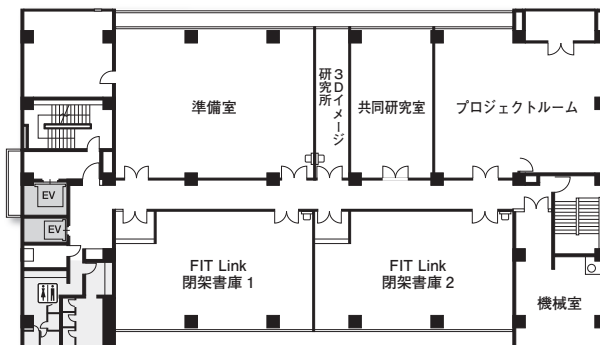 準備室
3Dイメージ
研究所
共同研究室
プロジェクトルーム
EV
EV
FIT Link
閉架書庫 1
FIT Link
閉架書庫 2
機械室